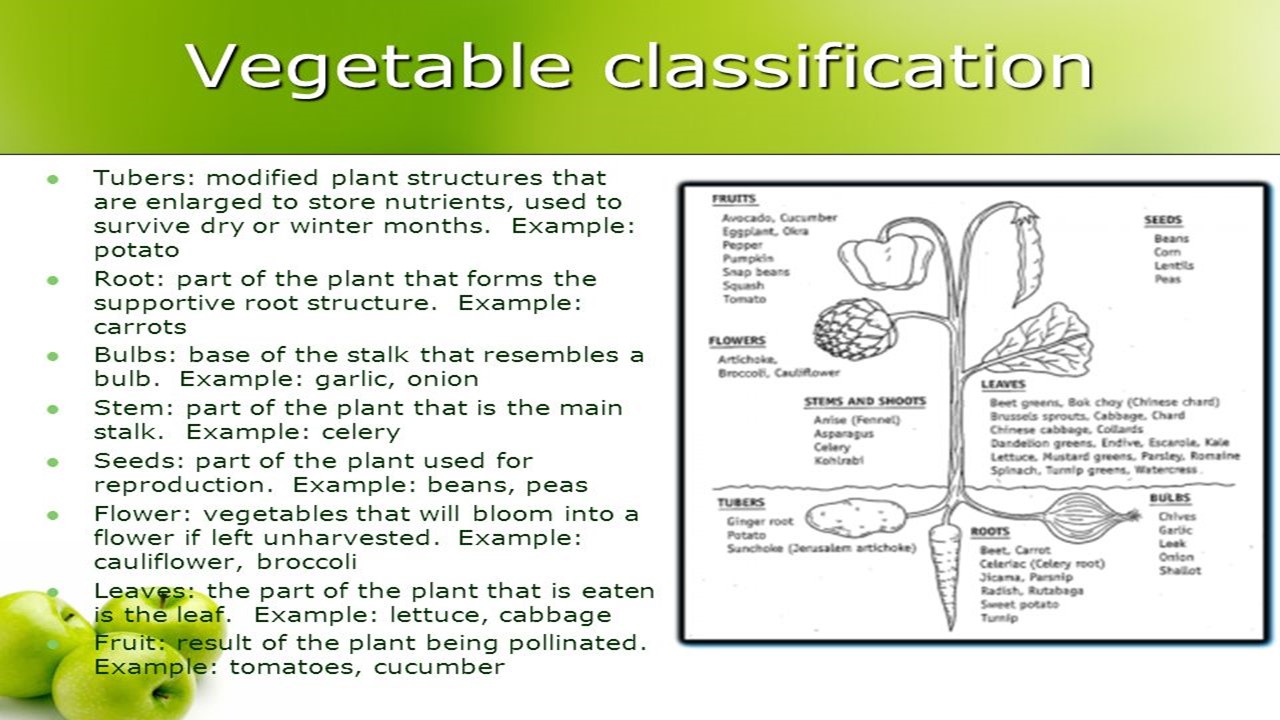 Vegetable classification
Tubers: modified plant structures that
are enlarged to store nutrients, used to
survive dry or winter months.  Example:
potato
Root: part of the plant that forms the
supportive root structure.  Example:
carrots
Bulbs: base of the stalk that resembles a
bulb.  Example: garlic, onion
Stem: part of the plant that is the main
stalk.  Example: celery
Seeds: part of the plant used for
reproduction.  Example: beans, peas
Flower: vegetables that will bloom into a
flower if left unharvested.  Example:
cauliflower, broccoli
Leaves: the part of the plant that is eaten
is the leaf.  Example: lettuce, cabbage
Fruit: result of the plant being pollinated.
Example: tomatoes, cucumber
FRUITS
Avocado, Cucumber
Eggplant, Okra
Pepper
Pumpkin
Snap beans
Squash
Tomato
SEEDS
Beans
Corn
Lentils
Peas
FLOWERS
Artichoke,
Broccoli, Cauliflower
STEMS AND SHOOTS
Anise (Fennel)
Asparagus
Celery
Kohlrabi
LEAVES
Beet greens, Bok choy (Chinese chard)
Brussels sprouts, Cabbage, Chard
Chinese cabbage, Collards
Dandelion greens, Endive, Escarole, Kale
Lettuce, Mustard greens, Parsley, Romaine
Spinach, Turnip greens, Watercress
TUBERS
Ginger root
Potato
Sunchoke (Jerusalem artichoke)
ROOTS
Beet, Carrot
Celeriac (Celery root)
Jicama, Parsnip
Radish, Rutabaga
Sweet potato
Turnip
BULBS
Chives
Garlic
Leek
Onion
Shallot